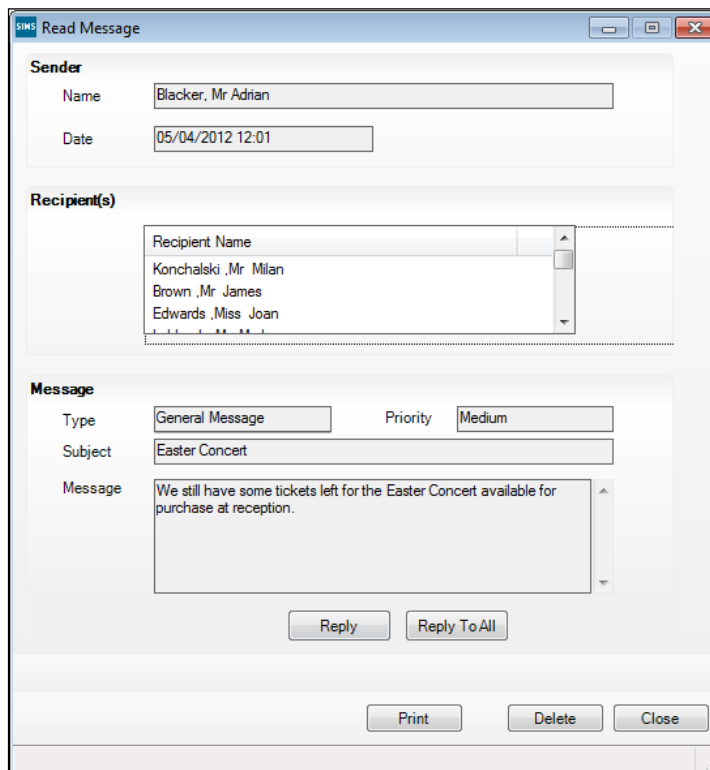 SIMS Read Message
Sender
Name Blacker, Mr Adrian
Date 05/04/2012 12:01
Recipient(s)
Recipient Name
Konchalski ,Mr Milan
Brown ,Mr James
Edwards ,Miss Joan
Message
Type General Message Priority Medium
Subject Easter Concert
Message We still have some tickets left for the Easter Concert available for
purchase at reception.
Reply Reply To All
Print Delete Close